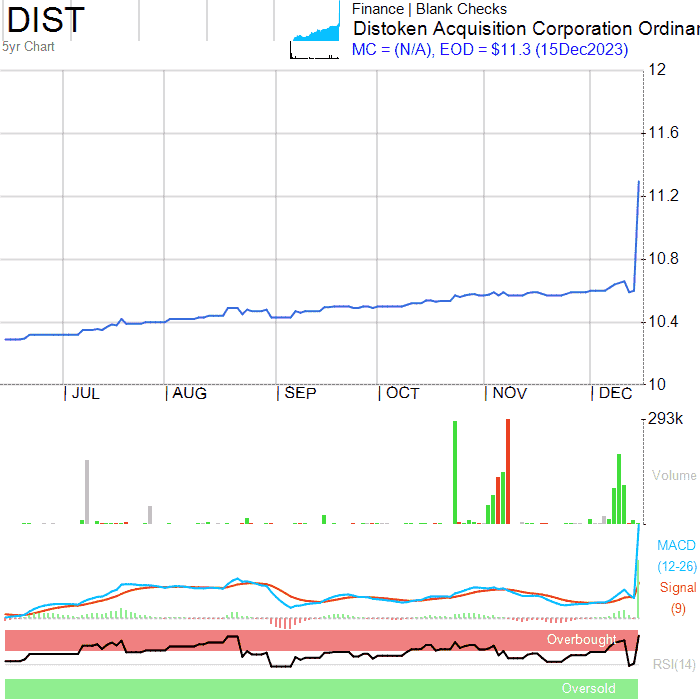 DIST
5yr Chart
Finance | Blank Checks
Distoken Acquisition Corporation Ordinar
MC = (N/A), EOD = $11.3 (15Dec2023)
12
11.6
11.2
10.8
10.4
10
JUL AUG SEP OCT NOV DEC
293k
Volume
MACD
(12-26)
Signal
(9)
Overbought
RSI(14)
Oversold